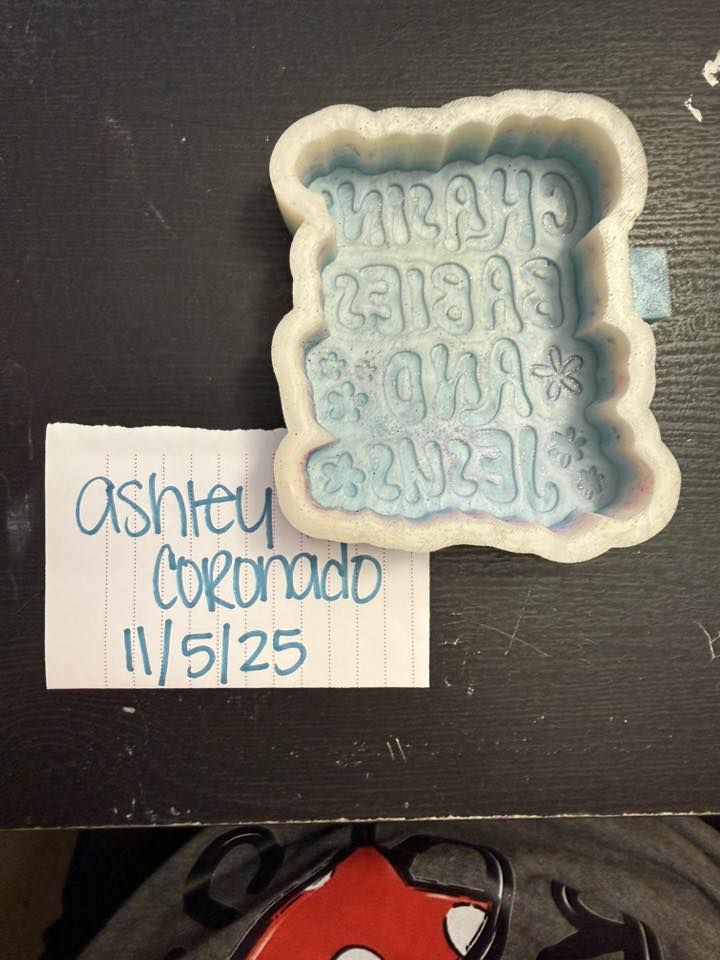 CHASIN'
BABIES
AND
JESUS
ashley
coronado
11/5/25